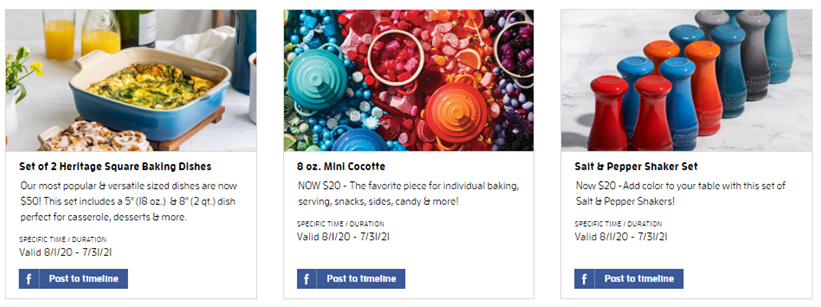 Set of 2 Heritage Square Baking Dishes
Our most popular & versatile sized dishes are now
$50! This set includes a 5" (18 oz.) & 8" (2 qt.) dish
perfect for casserole, desserts & more.
SPECIFIC TIME / DURATION
Valid 8/1/20 - 7/31/21
f Post to timeline
8 oz. Mini Cocotte
NOW $20 - The favorite piece for individual baking,
serving, snacks, sides, candy & more!
SPECIFIC TIME / DURATION
Valid 8/1/20 - 7/31/21
f Post to timeline
Salt & Pepper Shaker Set
Now $20 -Add color to your table with this set of
Salt & Pepper Shakers!
SPECIFIC TIME / DURATION
Valid 8/1/20 - 7/31/21
f Post to timeline